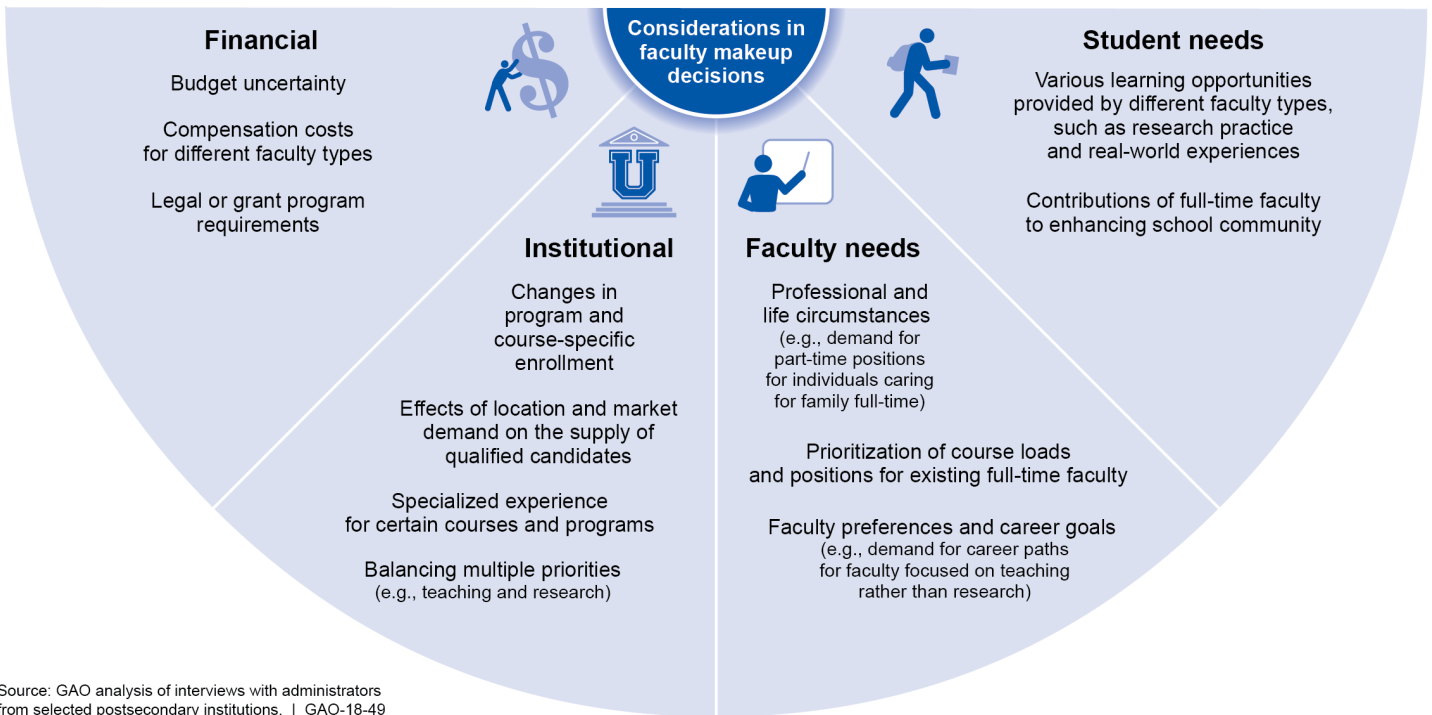 Considerations in
faculty makeup
decisions
Financial
Budget uncertainty
Compensation costs
for different faculty types
Legal or grant program
requirements
$
U
Institutional
Changes in
program and
course-specific
enrollment
Effects of location and market
demand on the supply of
qualified candidates
Specialized experience
for certain courses and programs
Balancing multiple priorities
(e.g., teaching and research)
Faculty needs
Professional and
life circumstances
(e.g., demand for
part-time positions
for individuals caring
for family full-time)
Prioritization of course loads
and positions for existing full-time faculty
Faculty preferences and career goals
(e.g., demand for career paths
for faculty focused on teaching
rather than research)
Student needs
Various learning opportunities
provided by different faculty types,
such as research practice
and real-world experiences
Contributions of full-time faculty
to enhancing school community
Source: GAO analysis of interviews with administrators
from selected postsecondary institutions. | GAO-18-49